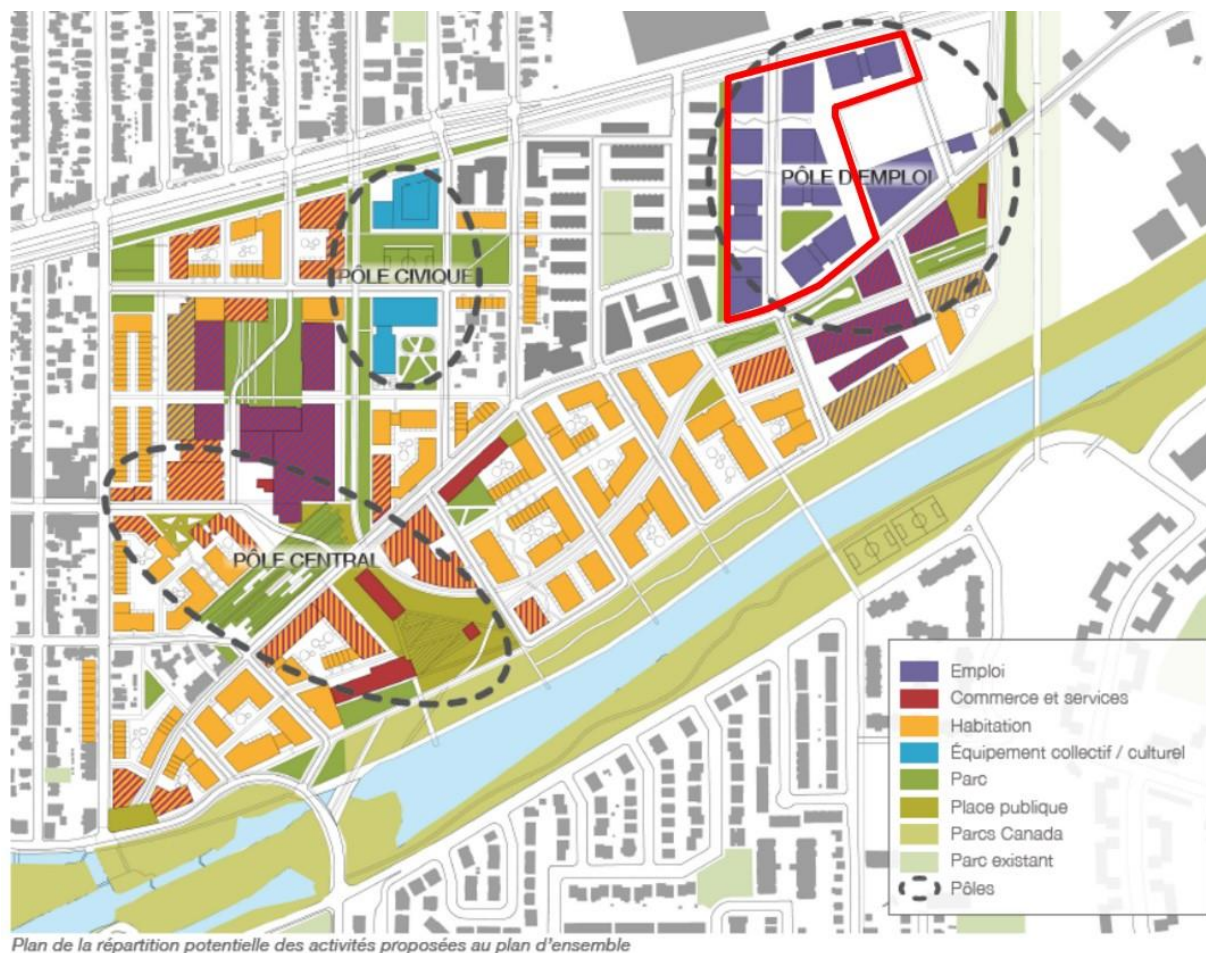 PÔLE D'EMPLOI
PÔLE CIVIQUE
PÔLE CENTRAL
Emploi
Commerce et services
Habitation
Équipement collectif / culturel
Parc
Place publique
Parcs Canada
Parc existant
Pôles
Plan de la répartition potentielle des activités proposées au plan d'ensemble